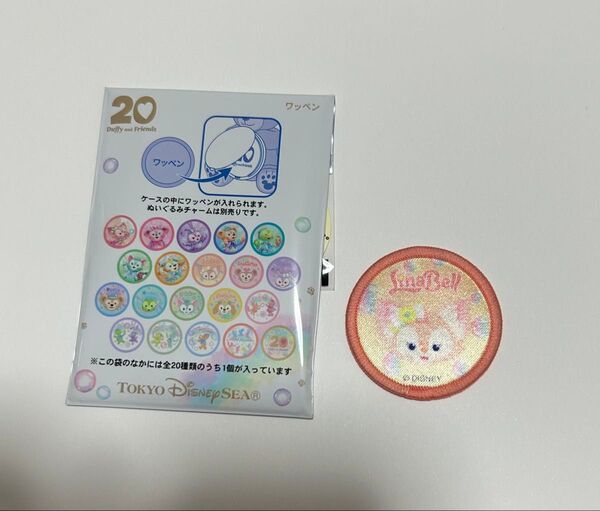 20
Duffy and Friends
ワッペン
ワッペン
20
ケースの中にワッペンが入れられます。
ぬいぐるみチャームは別売りです。
20
※この袋のなかには全20種類のうち1個が入っています
TOKYO DISNEYSEA®
LinaBell
© DISNEY